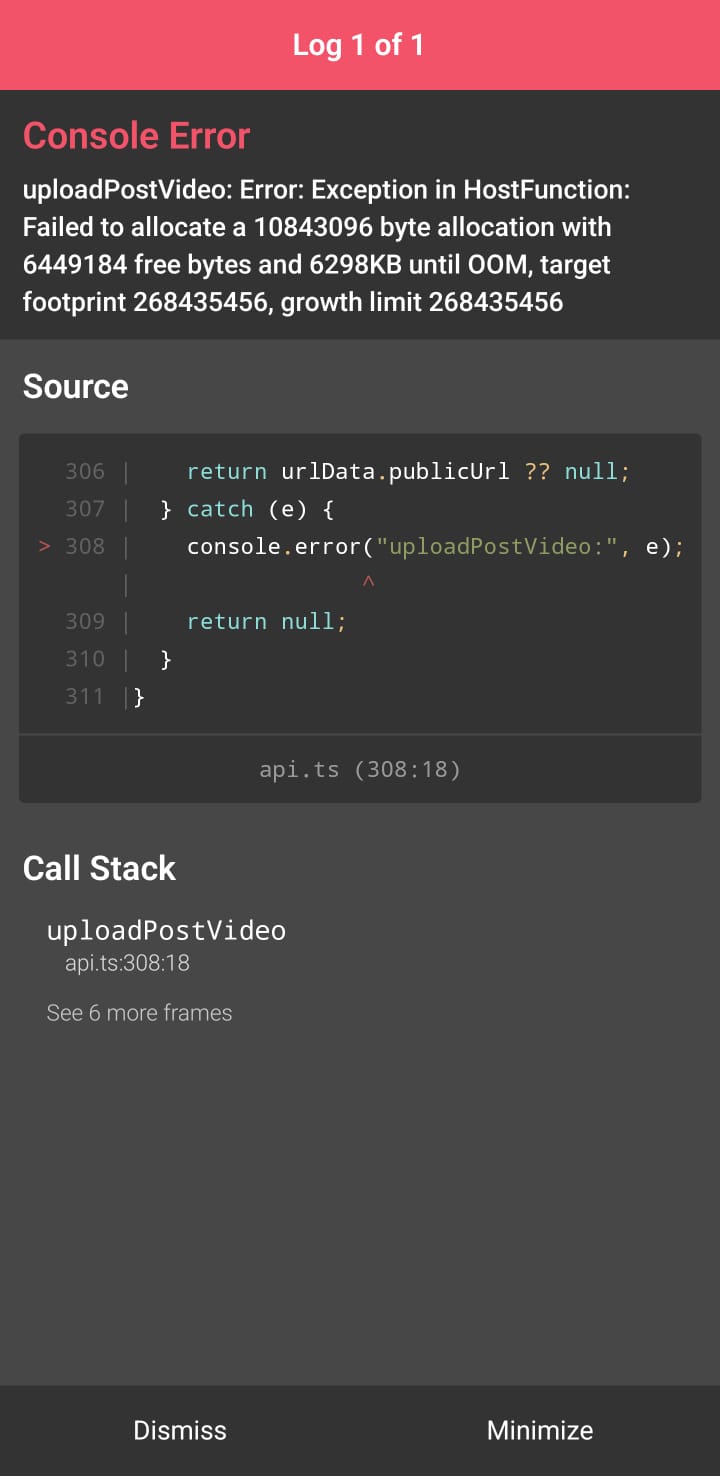 Log 1 of 1
Console Error
uploadPostVideo: Error: Exception in HostFunction:
Failed to allocate a 10843096 byte allocation with
6449184 free bytes and 6298KB until OOM, target
footprint 268435456, growth limit 268435456
Source
306 |    return urlData.publicUrl ?? null;
307 |  } catch (e) {
> 308 |    console.error("uploadPostVideo:", e);
|                 ^
309 |    return null;
310 |  }
311 |}
api.ts (308:18)
Call Stack
uploadPostVideo
api.ts:308:18
See 6 more frames
Dismiss
Minimize